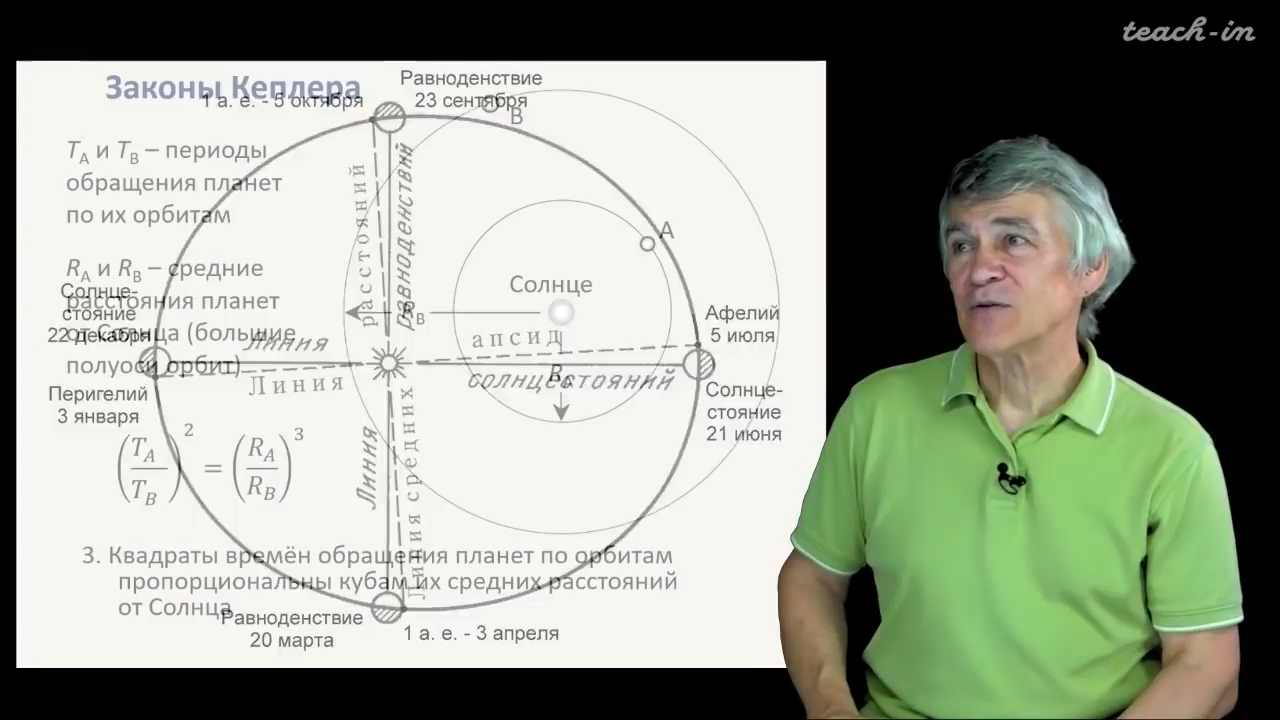 teach-in
Законы Кеплера
T_A и T_B – периоды
обращения планет
по их орбитам
R_A и R_B – средние
расстояния планет
от Солнца (большие
полуоси орбит)
(T_A/T_B)^2 = (R_A/R_B)^3
3. Квадраты времён обращения планет по орбитам
пропорциональны кубам их средних расстояний
от Солнца
B
A
Солнце
R_B
R_A
1 а. е. - 5 октября
Равноденствие
23 сентября
расстояний
равноденствий
Солнце-
стояние
22 декабря
Перигелий
3 января
линия
Линия
апсид
солнцестояний
Афелий
5 июля
Солнце-
стояние
21 июня
Линия
Линия средних
Равноденствие
20 марта
1 а. е. - 3 апреля